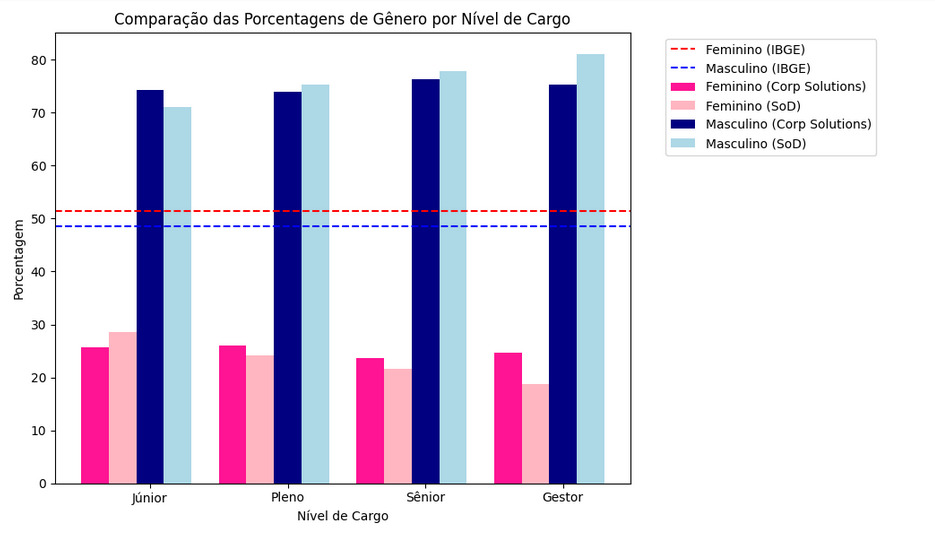 Comparação das Porcentagens de Gênero por Nível de Cargo
Feminino (IBGE)
Masculino (IBGE)
Feminino (Corp Solutions)
Feminino (SoD)
Masculino (Corp Solutions)
Masculino (SoD)
Porcentagem
80
70
60
50
40
30
20
10
0
Júnior
Pleno
Sênior
Gestor
Nível de Cargo